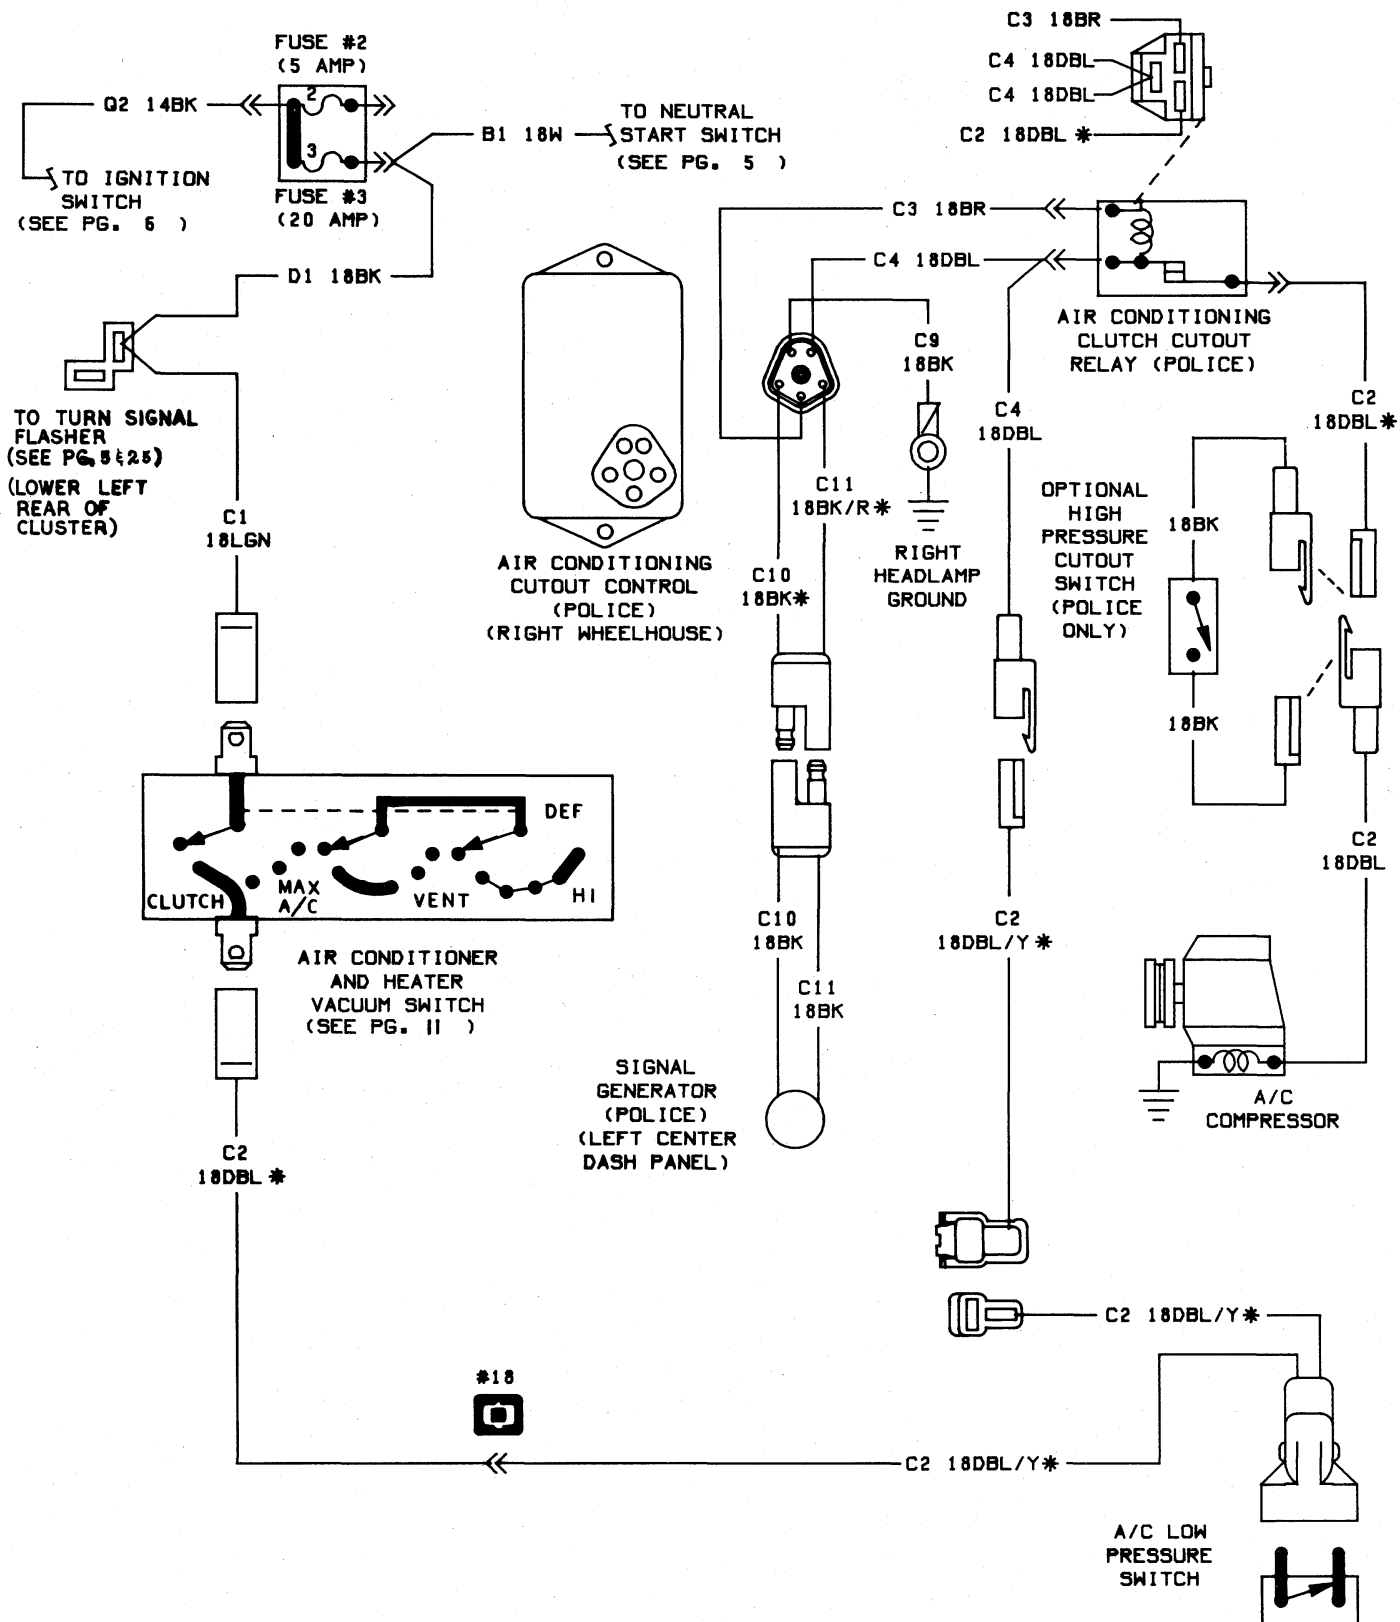 FUSE #2
(5 AMP)
Q2 14BK
2
3
FUSE #3
(20 AMP)
TO IGNITION
SWITCH
(SEE PG. 6 )
B1 18W
TO NEUTRAL
START SWITCH
(SEE PG. 5 )
D1 18BK
C3 18BR
C4 18DBL
C4 18DBL
C2 18DBL *
C3 18BR
C4 18DBL
AIR CONDITIONING
CLUTCH CUTOUT
RELAY (POLICE)
TO TURN SIGNAL
FLASHER
(SEE PG. 5 & 25)
(LOWER LEFT
REAR OF
CLUSTER)
C1
18LGN
AIR CONDITIONING
CUTOUT CONTROL
(POLICE)
(RIGHT WHEELHOUSE)
C9
18BK
RIGHT
HEADLAMP
GROUND
C11
18BK/R*
C10
18BK*
C4
18DBL
C2
18DBL*
OPTIONAL
HIGH
PRESSURE
CUTOUT
SWITCH
(POLICE
ONLY)
18BK
18BK
C2
18DBL
DEF
CLUTCH
MAX
A/C
VENT
HI
AIR CONDITIONER
AND HEATER
VACUUM SWITCH
(SEE PG. 11 )
C10
18BK
C11
18BK
C2
18DBL/Y*
SIGNAL
GENERATOR
(POLICE)
(LEFT CENTER
DASH PANEL)
A/C
COMPRESSOR
C2
18DBL *
C2 18DBL/Y*
#18
C2 18DBL/Y*
A/C LOW
PRESSURE
SWITCH